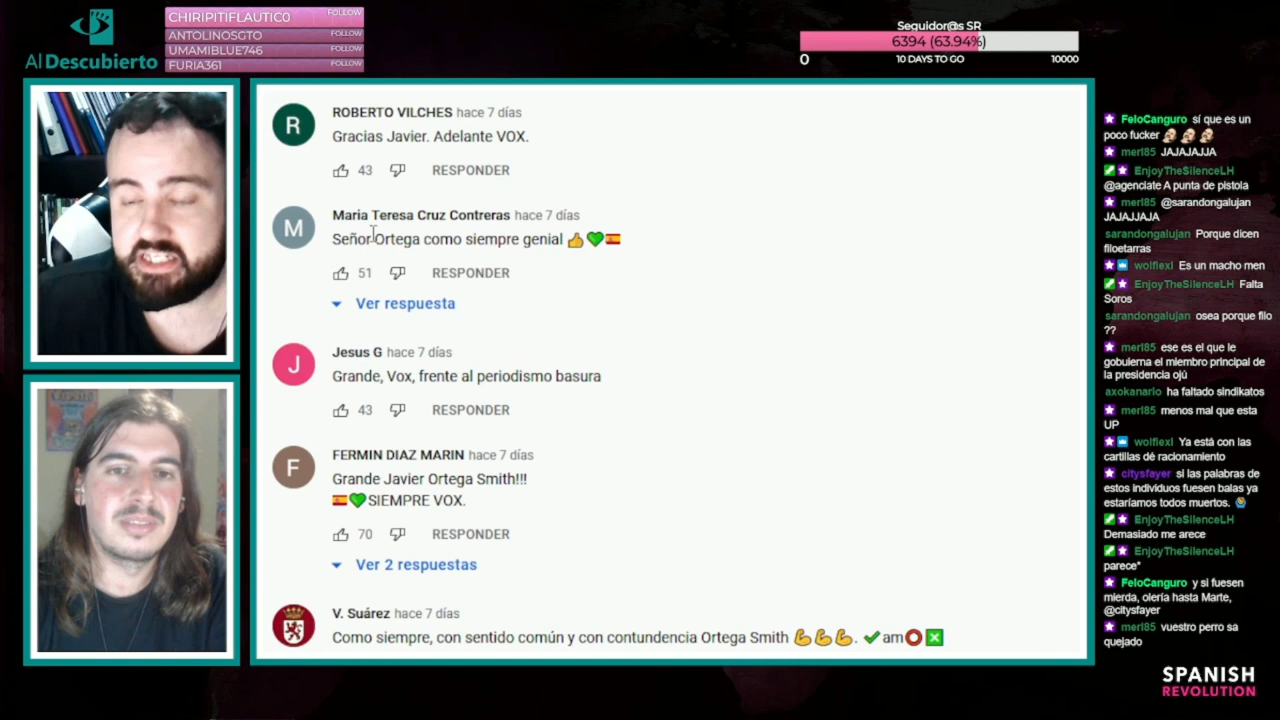 CHIRIPITIFLAUTIC0 FOLLOW
ANTOLINOSGTO FOLLOW
UMAMIBLUE746 FOLLOW
FURIA361 FOLLOW
Al Descubierto
Seguidor@s SR
6394 (63.94%)
0 10 DAYS TO GO 10000
R
ROBERTO VILCHES hace 7 días
Gracias Javier. Adelante VOX.
43 RESPONDER
M
Maria Teresa Cruz Contreras hace 7 días
Señor Ortega como siempre genial 👍💚🇪🇸
51 RESPONDER
Ver respuesta
J
Jesus G hace 7 días
Grande, Vox, frente al periodismo basura
43 RESPONDER
F
FERMIN DIAZ MARIN hace 7 días
Grande Javier Ortega Smith!!!
🇪🇸💚SIEMPRE VOX.
70 RESPONDER
Ver 2 respuestas
V. Suárez hace 7 días
Como siempre, con sentido común y con contundencia Ortega Smith 💪💪💪. ✔am⭕❎
FeloCanguro sí que es un
poco fucker
merl85 JAJAJAJJA
EnjoyTheSilenceLH
@agenciate A punta de pistola
merl85 @sarandongalujan
JAJAJJAJA
sarandongalujan Porque dicen
filoetarras
wolflexl Es un macho men
EnjoyTheSilenceLH Falta
Soros
sarandongalujan osea porque filo
??
merl85 ese es el que le
gobuierna el miembro principal de
la presidencia ojú
axokanario ha faltado sindikatos
merl85 menos mal que esta
UP
wolflexl Ya está con las
cartillas de racionamiento
citysfayer si las palabras de
estos individuos fuesen balas ya
estaríamos todos muertos.
EnjoyTheSilenceLH
Demasiado me arece
EnjoyTheSilenceLH
parece*
FeloCanguro y si fuesen
mierda, olería hasta Marte,
@citysfayer
merl85 vuestro perro sa
quejado
SPANISH
REVOLUTION